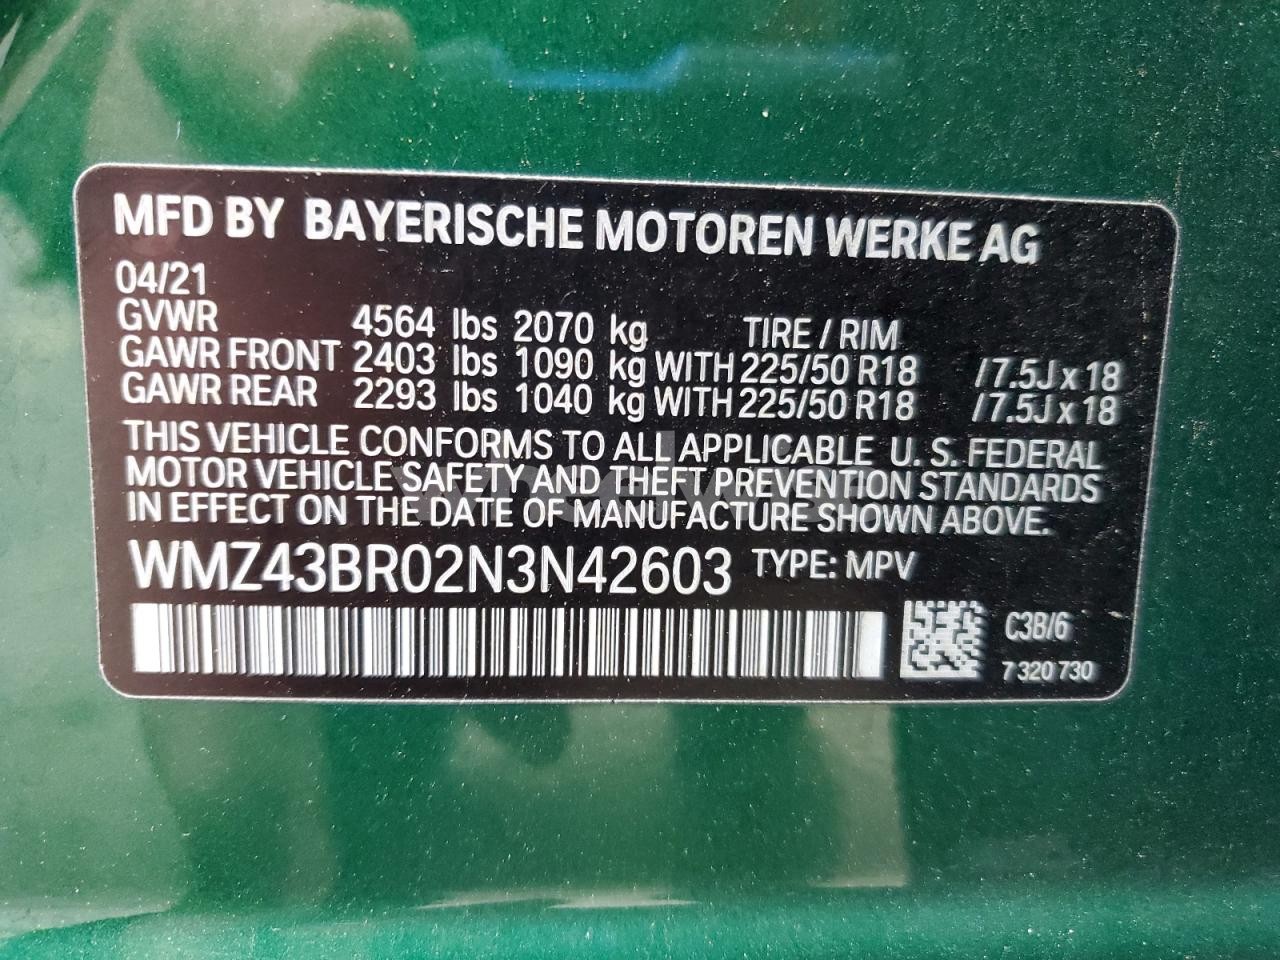 MFD BY BAYERISCHE MOTOREN WERKE AG
04/21
GVWR 4564 lbs 2070 kg TIRE / RIM
GAWR FRONT 2403 lbs 1090 kg WITH 225/50 R18 / 7.5J x 18
GAWR REAR 2293 lbs 1040 kg WITH 225/50 R18 / 7.5J x 18
THIS VEHICLE CONFORMS TO ALL APPLICABLE U. S. FEDERAL
MOTOR VEHICLE SAFETY AND THEFT PREVENTION STANDARDS
IN EFFECT ON THE DATE OF MANUFACTURE SHOWN ABOVE.
WMZ43BR02N3N42603 TYPE: MPV
C3B/6
7 320 730